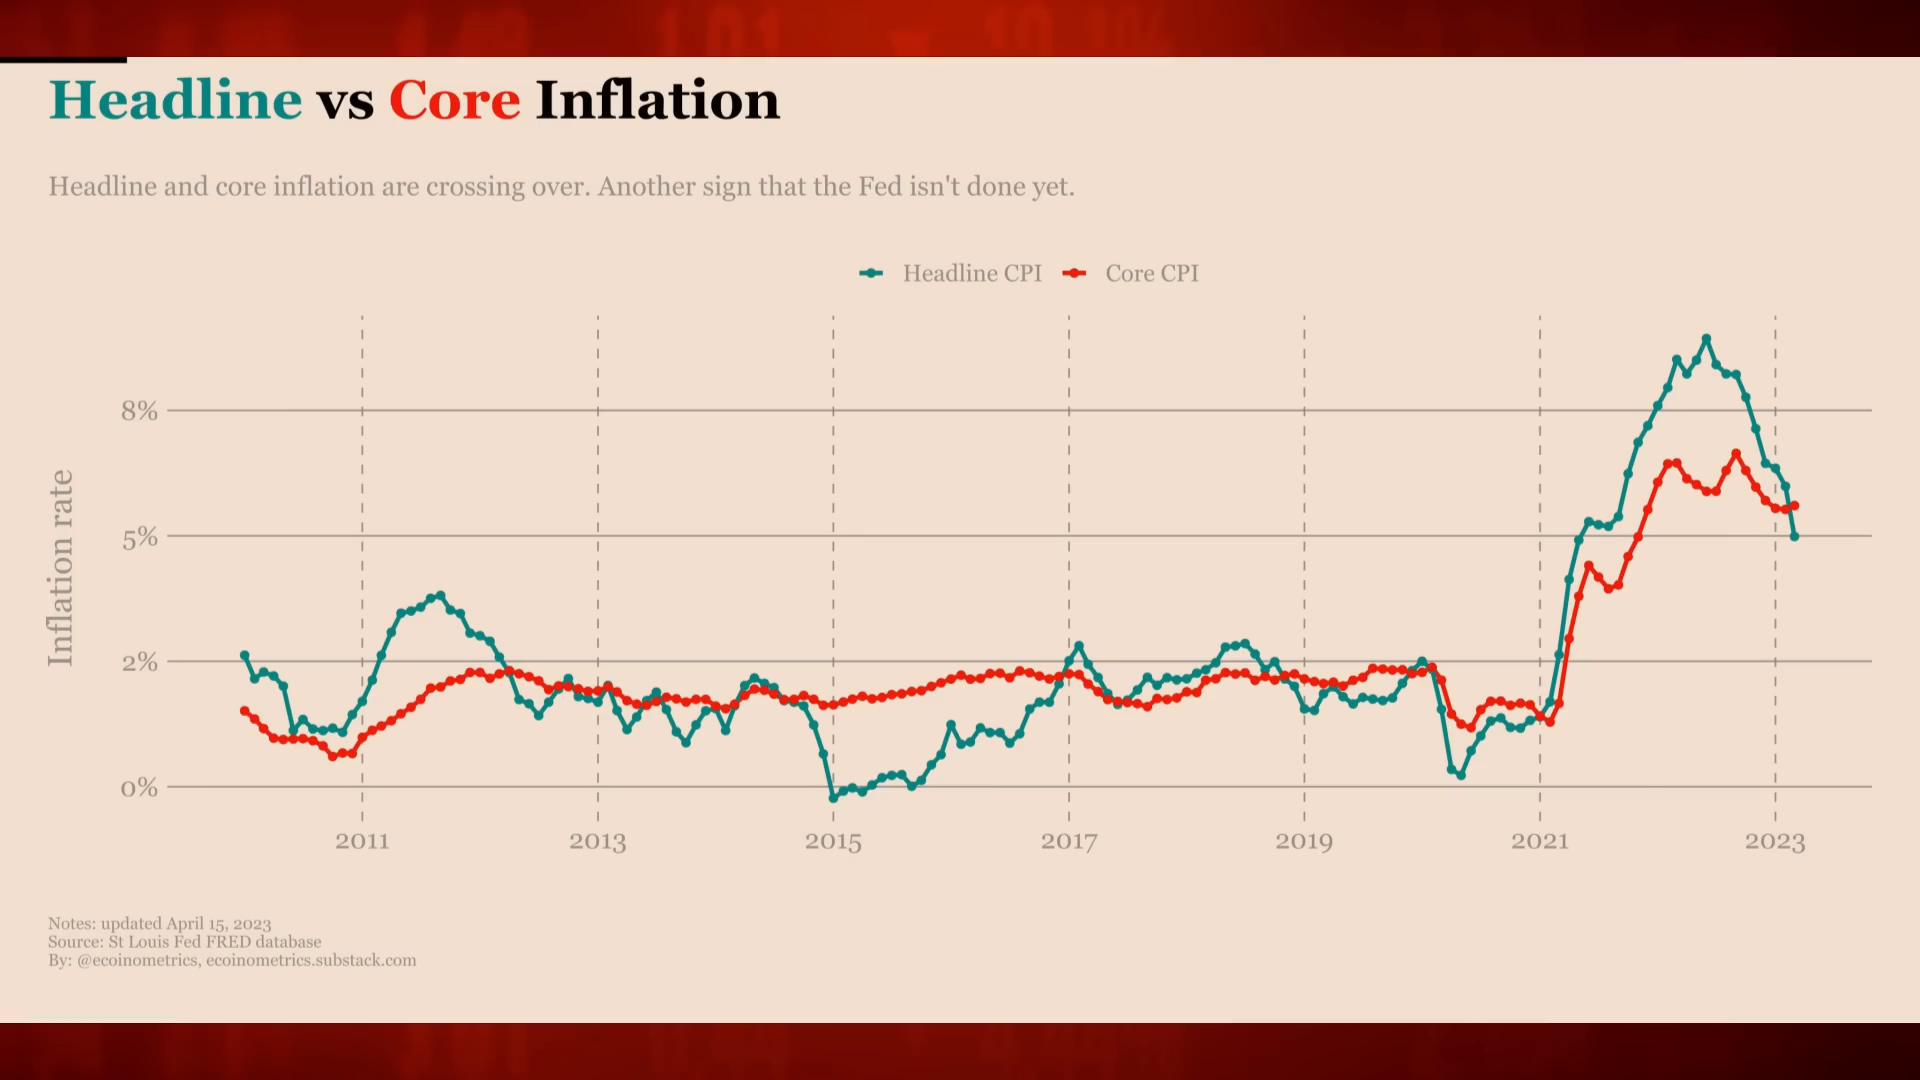 Headline vs Core Inflation
Headline and core inflation are crossing over. Another sign that the Fed isn't done yet.
Headline CPI Core CPI
Inflation rate
8%
5%
2%
0%
2011 2013 2015 2017 2019 2021 2023
Notes: updated April 15, 2023
Source: St Louis Fed FRED database
By: @ecoinometrics, ecoinometrics.substack.com